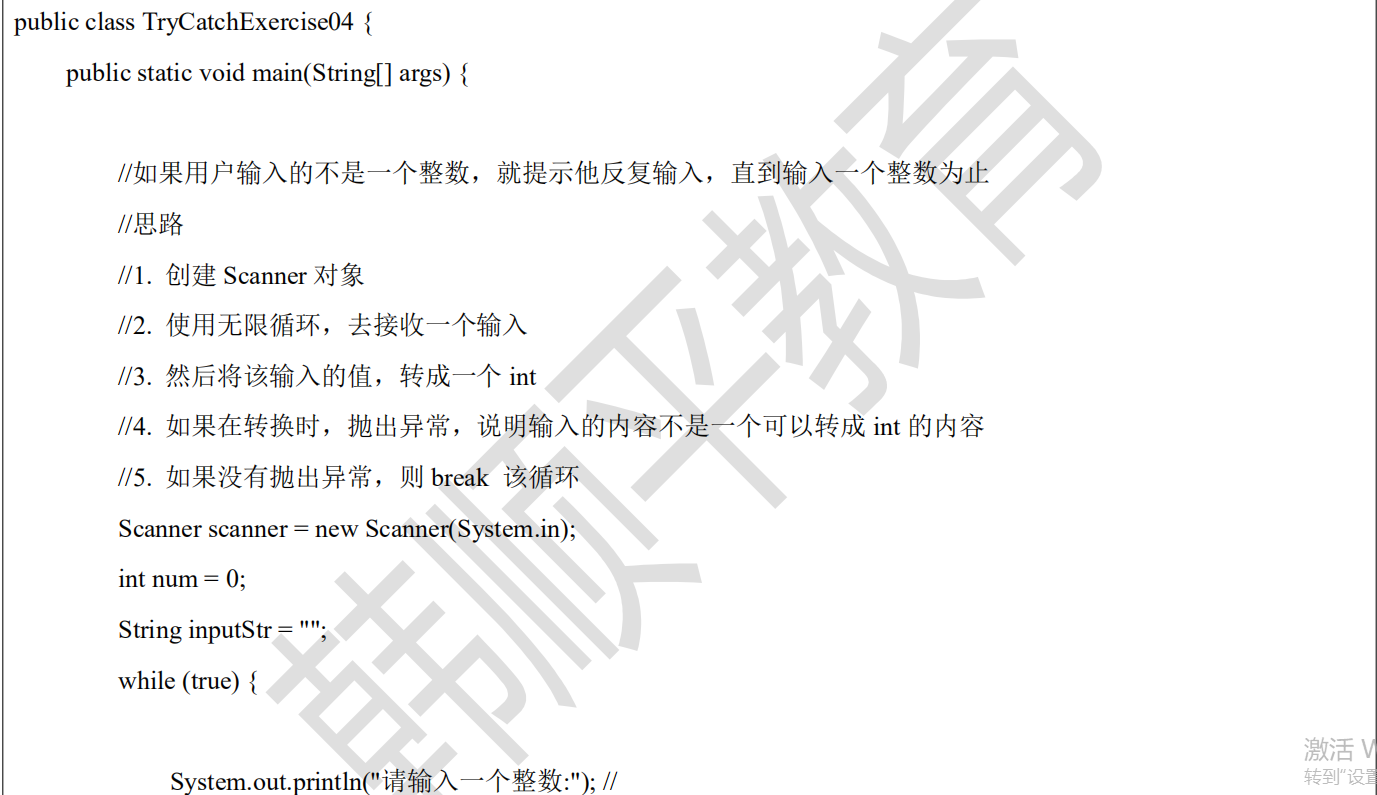 public class TryCatchExercise04 {
public static void main(String[] args) {
//如果用户输入的不是一个整数，就提示他反复输入，直到输入一个整数为止
//思路
//1. 创建 Scanner 对象
//2. 使用无限循环，去接收一个输入
//3. 然后将该输入的值，转成一个 int
//4. 如果在转换时，抛出异常，说明输入的内容不是一个可以转成 int 的内容
//5. 如果没有抛出异常，则 break 该循环
Scanner scanner = new Scanner(System.in);
int num = 0;
String inputStr = "";
while (true) {
System.out.println("请输入一个整数:"); //
韩顺平教育
激活 W
转到"设置